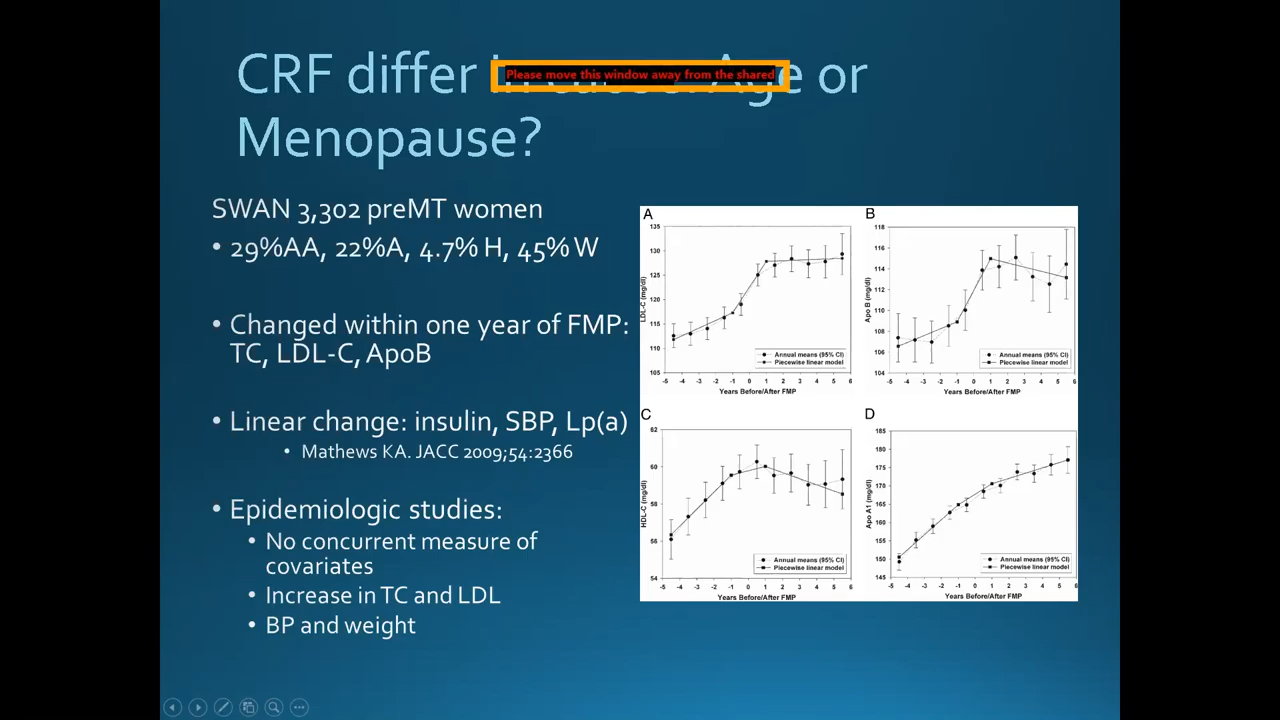 CRF differ Age or
Please move this window away from the shared
Menopause?
SWAN 3,302 preMT women
• 29%AA, 22%A, 4.7% H, 45% W
• Changed within one year of FMP:
TC, LDL-C, ApoB
• Linear change: insulin, SBP, Lp(a)
• Mathews KA. JACC 2009;54:2366
• Epidemiologic studies:
• No concurrent measure of
covariates
• Increase in TC and LDL
• BP and weight
A
LDL-C (mg/dl)
135
130
125
120
115
110
105
-5 -4 -3 -2 -1 0 1 2 3 4 5 6
Years Before/After FMP
Annual means (95% CI)
Piecewise linear model
B
Apo B (mg/dl)
118
116
114
112
110
108
106
104
-5 -4 -3 -2 -1 0 1 2 3 4 5 6
Years Before/After FMP
Annual means (95% CI)
Piecewise linear model
C
HDL-C (mg/dl)
62
60
58
56
54
-5 -4 -3 -2 -1 0 1 2 3 4 5 6
Years Before/After FMP
Annual means (95% CI)
Piecewise linear model
D
Apo A1 (mg/dl)
185
180
175
170
165
160
155
150
145
-5 -4 -3 -2 -1 0 1 2 3 4 5 6
Years Before/After FMP
Annual means (95% CI)
Piecewise linear model